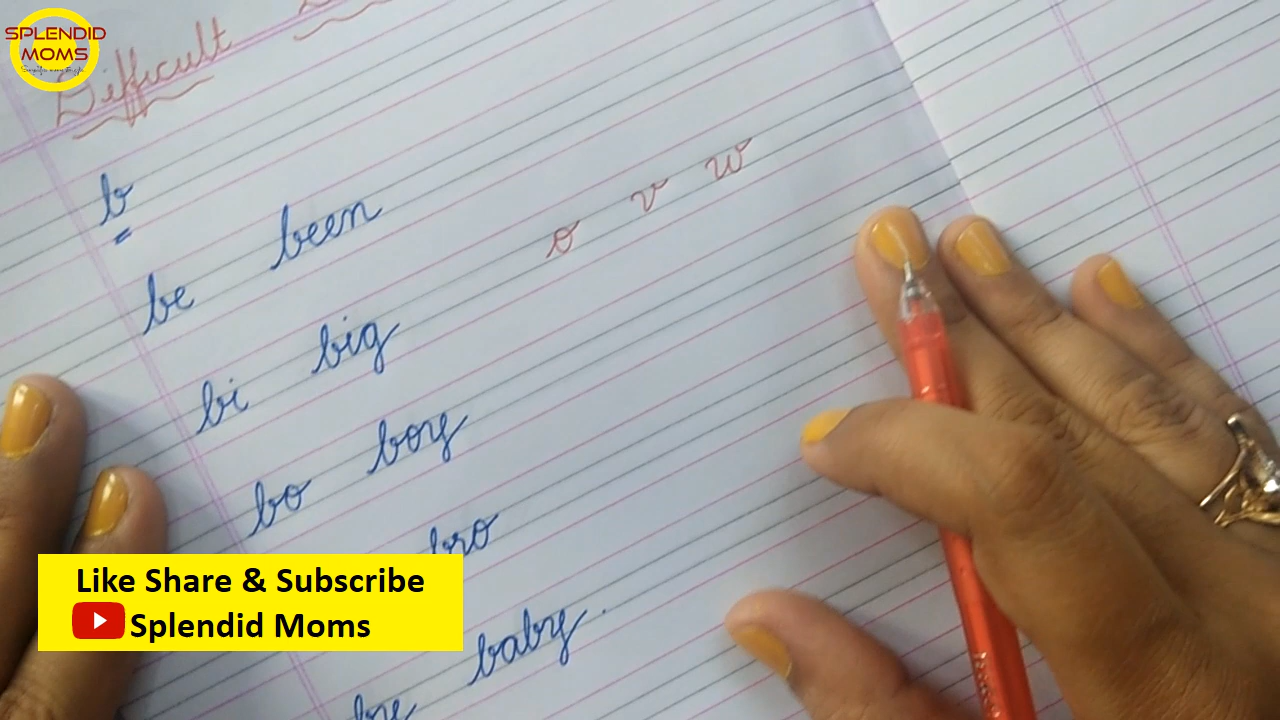 SPLENDID
MOMS
Difficult
b
be been
o v w
bi big
bo boy
bro
baby.
Like Share & Subscribe
Splendid Moms